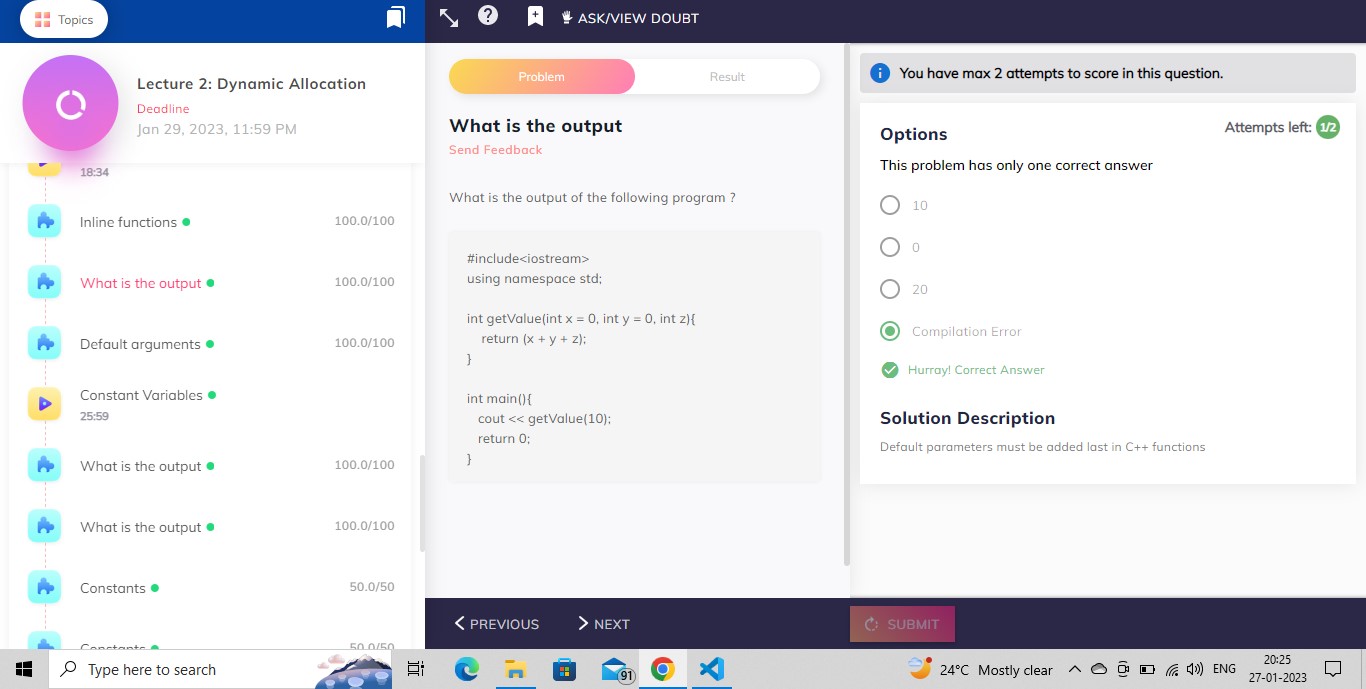 Topics
ASK/VIEW DOUBT
Lecture 2: Dynamic Allocation
Deadline
Jan 29, 2023, 11:59 PM
18:34
Inline functions 100.0/100
What is the output 100.0/100
Default arguments 100.0/100
Constant Variables
25:59
What is the output 100.0/100
What is the output 100.0/100
Constants 50.0/50
Constants 50.0/50
Problem Result
What is the output
Send Feedback
What is the output of the following program ?
#include<iostream>
using namespace std;
int getValue(int x = 0, int y = 0, int z){
return (x + y + z);
}
int main(){
cout << getValue(10);
return 0;
}
PREVIOUS NEXT
You have max 2 attempts to score in this question.
Options
Attempts left: 1/2
This problem has only one correct answer
10
0
20
Compilation Error
Hurray! Correct Answer
Solution Description
Default parameters must be added last in C++ functions
SUBMIT
Type here to search
91
24°C Mostly clear
ENG
20:25
27-01-2023